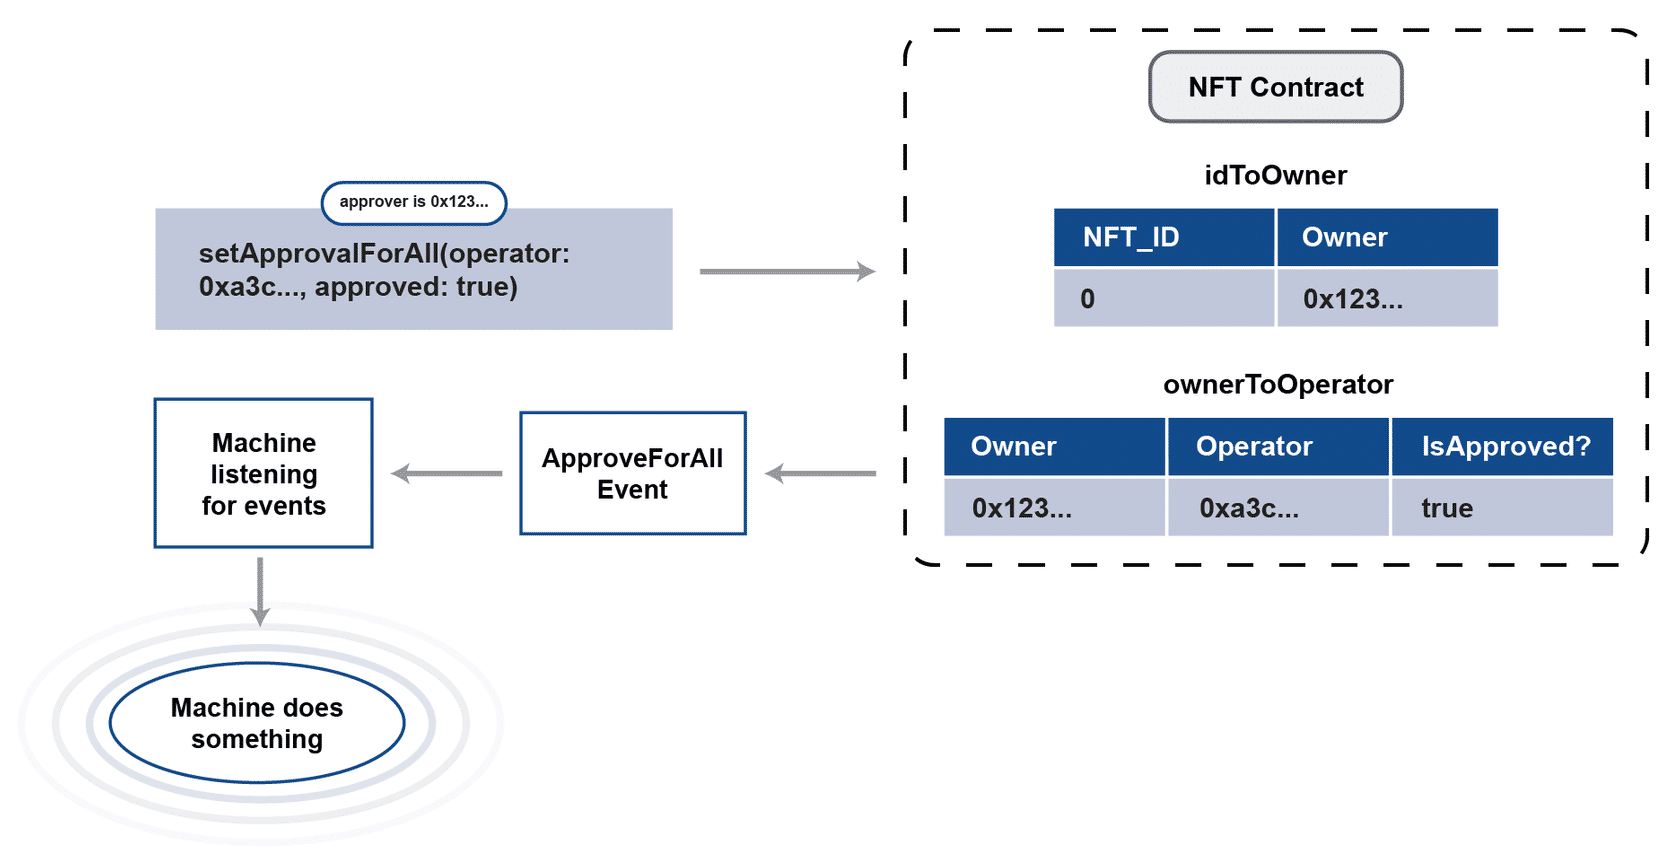 NFT Contract
idToOwner
NFT_ID Owner
0 0x123...
ownerToOperator
Owner Operator IsApproved?
0x123... 0xa3c... true
approver is 0x123...
setApprovalForAll(operator:
0xa3c..., approved: true)
ApproveForAll
Event
Machine
listening
for events
Machine does
something